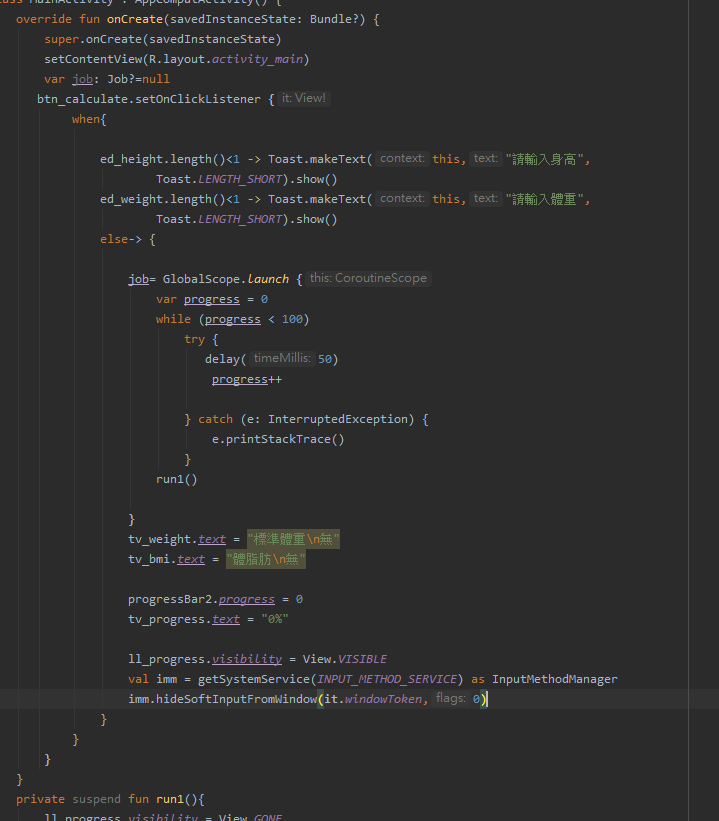 class MainActivity : AppCompatActivity() {
override fun onCreate(savedInstanceState: Bundle?) {
super.onCreate(savedInstanceState)
setContentView(R.layout.activity_main)
var job: Job?=null
btn_calculate.setOnClickListener { it: View!
when{
ed_height.length()<1 -> Toast.makeText( context: this, text: "請輸入身高",
Toast.LENGTH_SHORT).show()
ed_weight.length()<1 -> Toast.makeText( context: this, text: "請輸入體重",
Toast.LENGTH_SHORT).show()
else-> {
job= GlobalScope.launch { this: CoroutineScope
var progress = 0
while (progress < 100)
try {
delay( timeMillis: 50)
progress++
} catch (e: InterruptedException) {
e.printStackTrace()
}
run1()
}
tv_weight.text = "標準體重\n無"
tv_bmi.text = "體脂肪\n無"
progressBar2.progress = 0
tv_progress.text = "0%"
ll_progress.visibility = View.VISIBLE
val imm = getSystemService(INPUT_METHOD_SERVICE) as InputMethodManager
imm.hideSoftInputFromWindow(it.windowToken, flags: 0)
}
}
}
}
private suspend fun run1(){
ll_progress.visibility = View.GONE